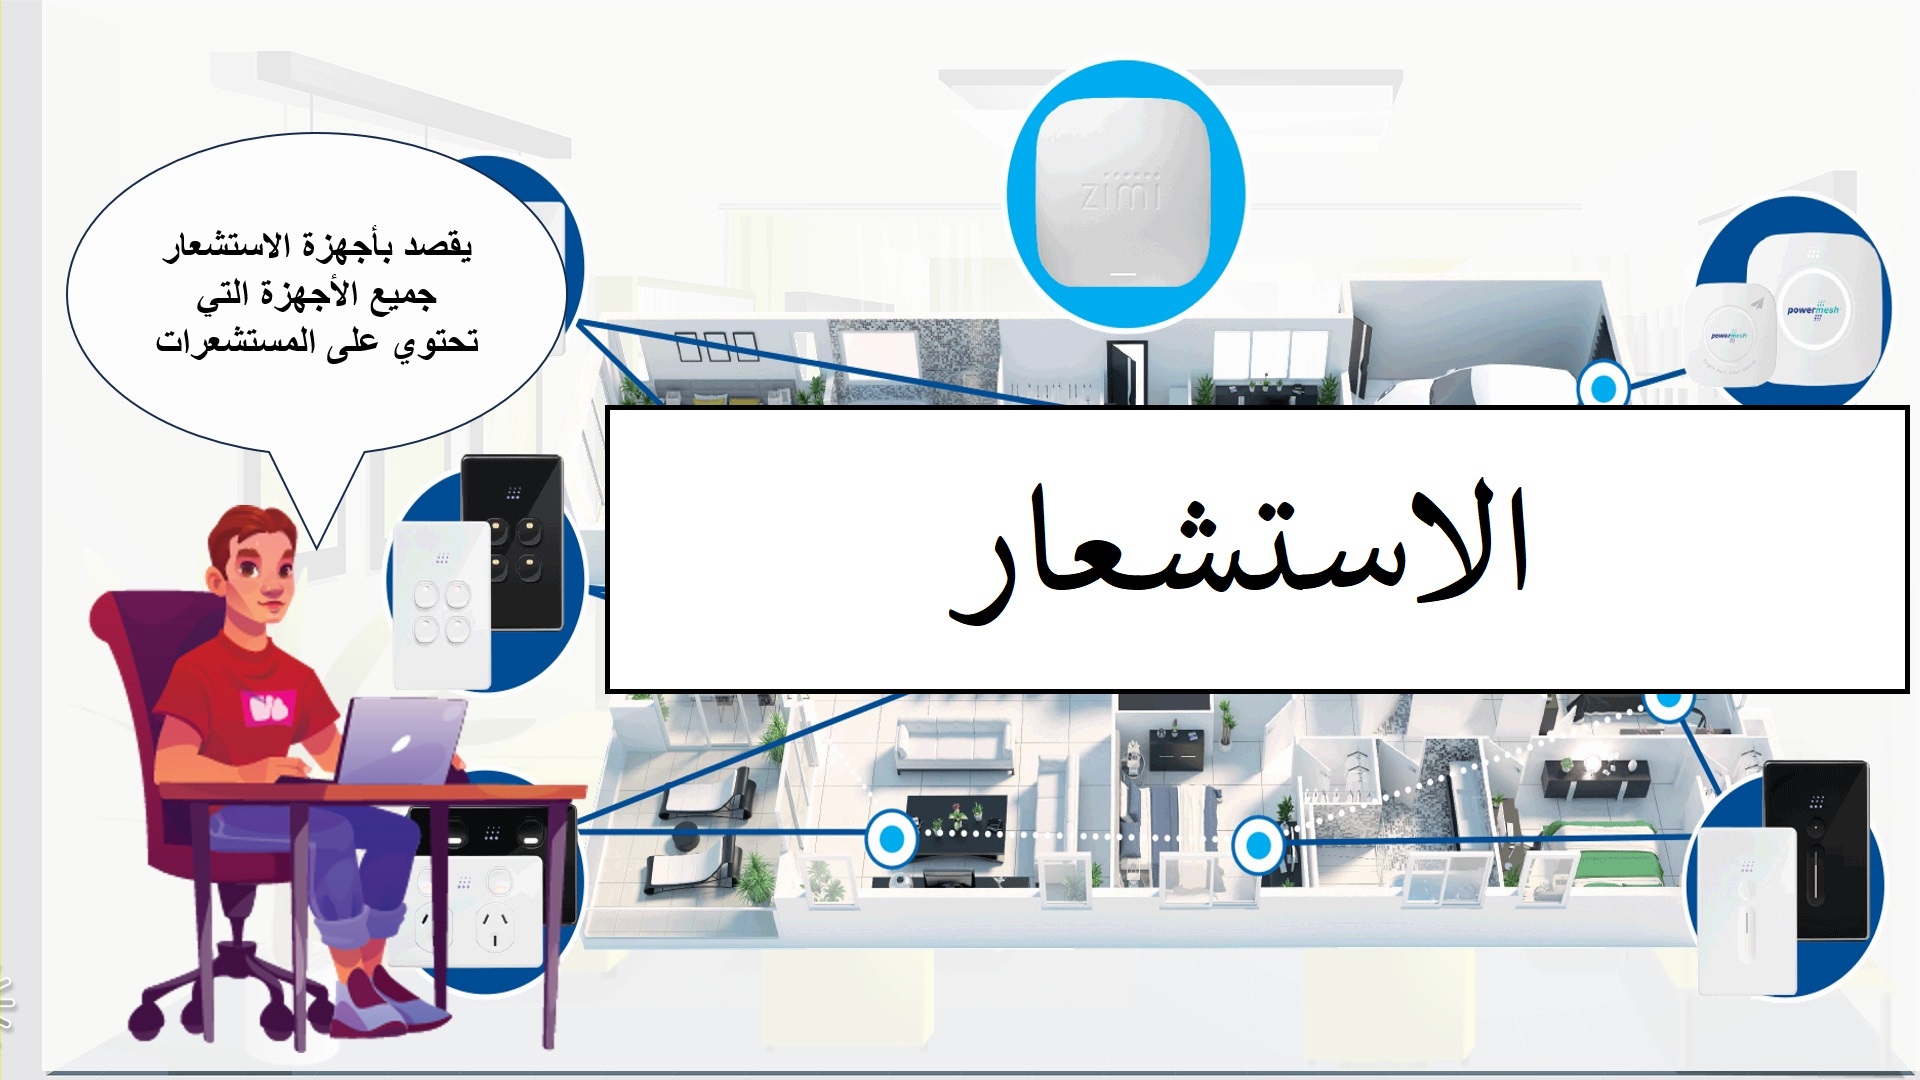 يقصد بأجهزة الاستشعار
جميع الأجهزة التي
تحتوي على المستشعرات
الاستشعار
zimi
powermesh
powermesh